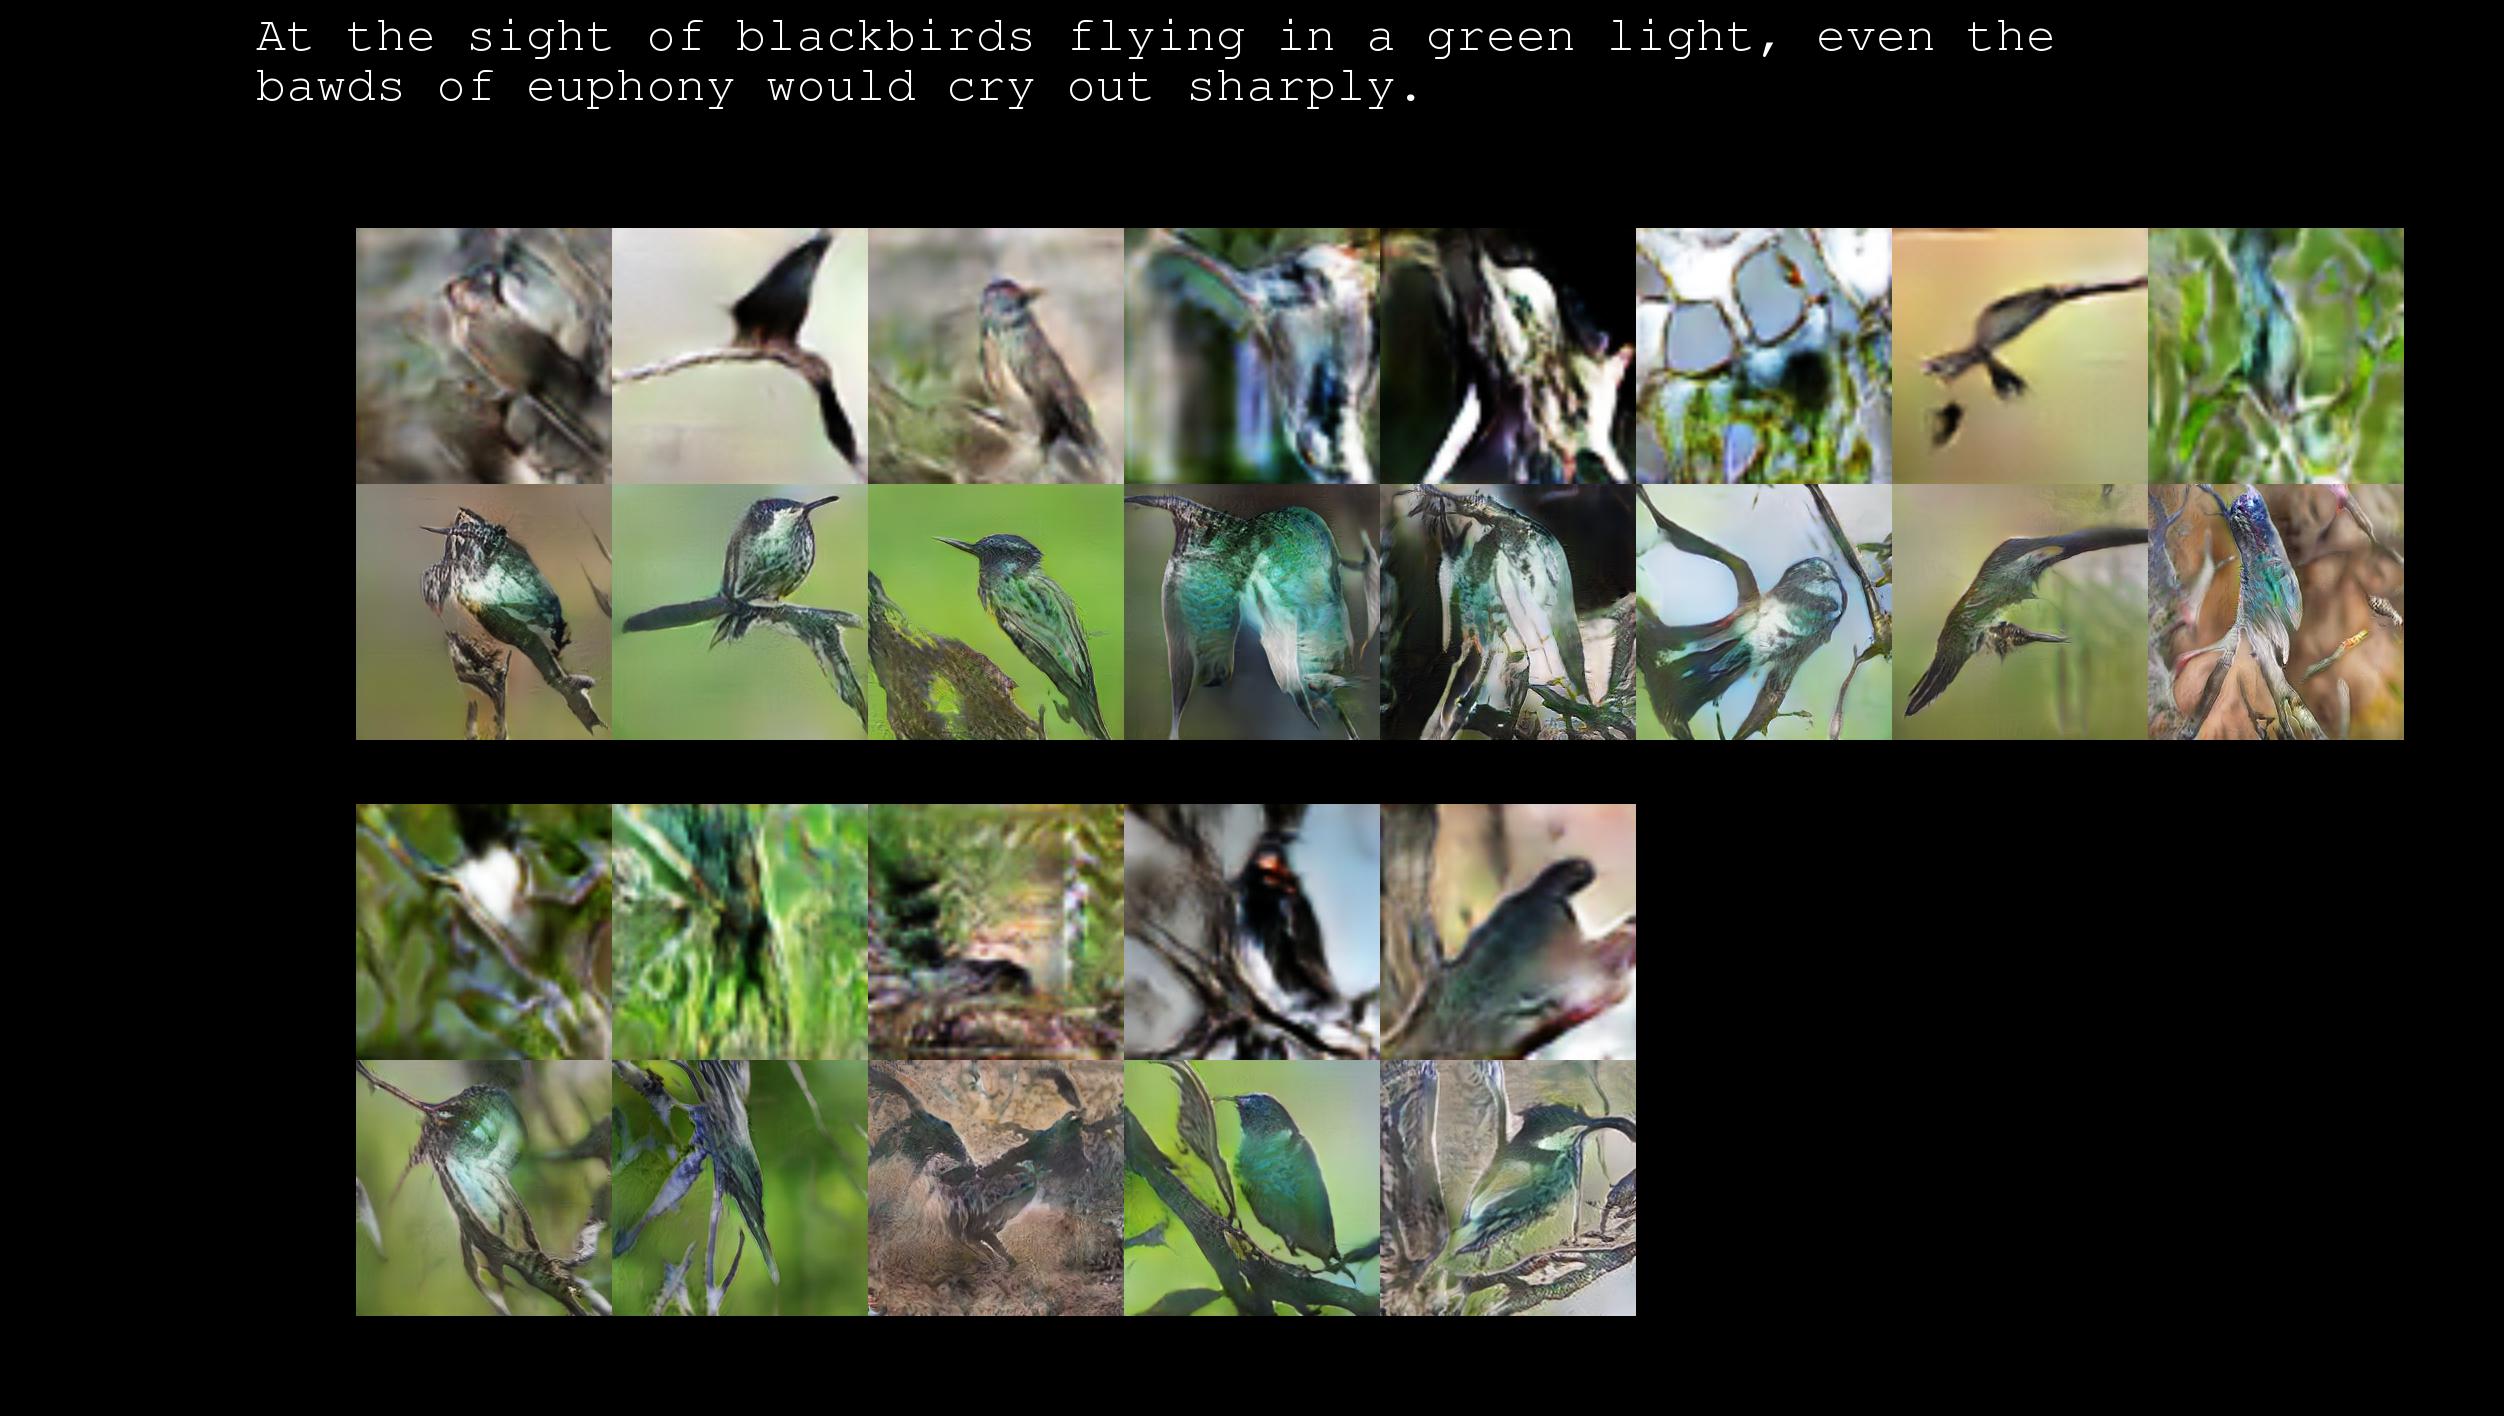 At the sight of blackbirds flying in a green light, even the
bawds of euphony would cry out sharply.